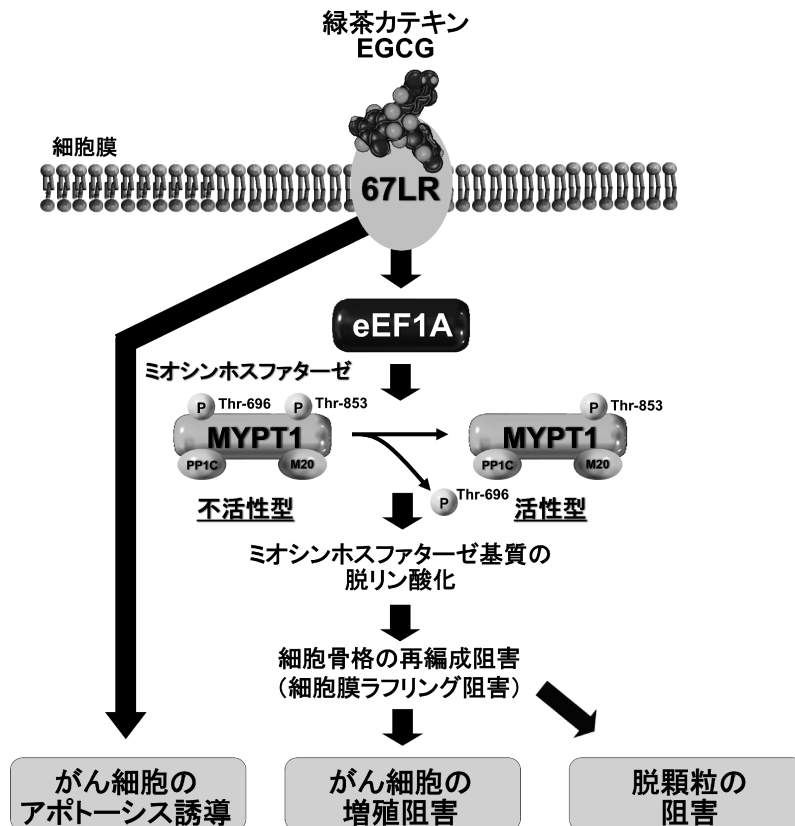 緑茶カテキン
EGCG
細胞膜
67LR
eEF1A
ミオシンホスファターゼ
P Thr-696 P Thr-853
MYPT1
PP1C M20
不活性型
P Thr-853
MYPT1
PP1C M20
活性型
P Thr-696
ミオシンホスファターゼ基質の
脱リン酸化
細胞骨格の再編成阻害
（細胞膜ラフリング阻害）
がん細胞の
アポトーシス誘導
がん細胞の
増殖阻害
脱顆粒の
阻害